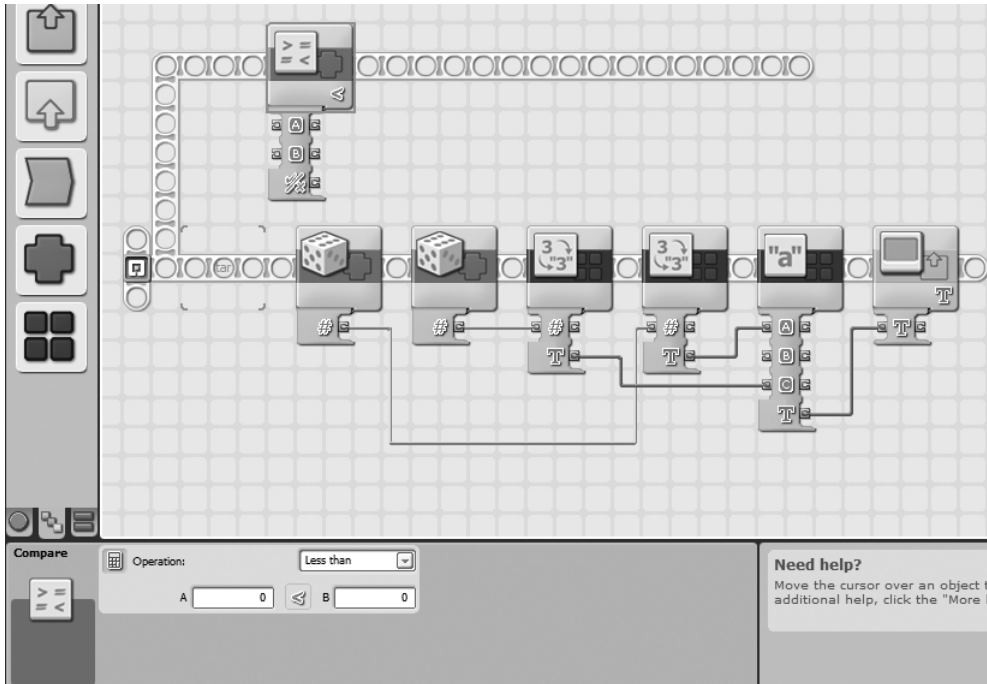 > =
= <
<
A
B
tar
3
"3"
3
"3"
"a"
T
#
#
#
T
#
T
A
B
C
T
T
Compare
> =
= <
Operation:
Less than
A
0
<
B
0
Need help?
Move the cursor over an object
additional help, click the "More